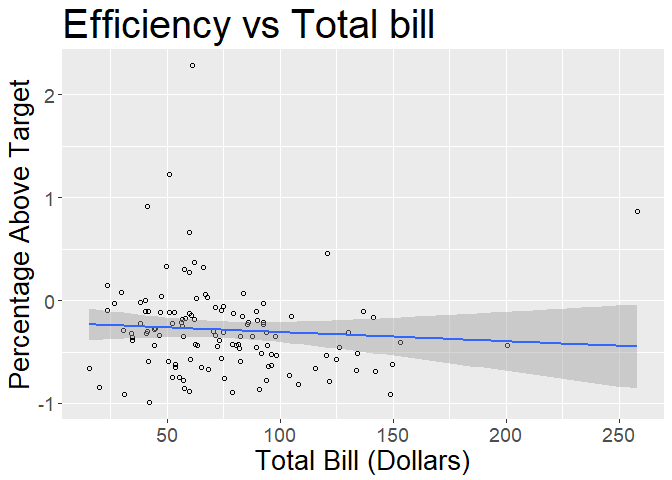 Efficiency vs Total bill
Percentage Above Target
2
1
0
-1
50 100 150 200 250
Total Bill (Dollars)